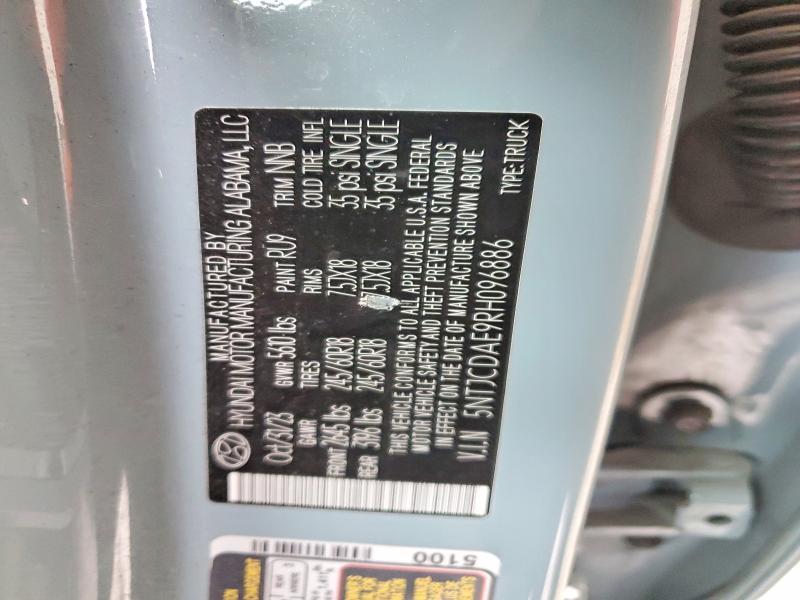 MANUFACTURED BY
HYUNDAI MOTOR MANUFACTURING ALABAMA, LLC
Oct/31/23 GVWR 5610 lbs PAINT RU9 TRIM NNB
GAWR TIRES RIMS COLD TIRE INFL
FRONT 2645 lbs 245/60R18 7.5JX18 35 psi SINGLE
REAR 3196 lbs 245/60R18 7.5JX18 35 psi SINGLE
THIS VEHICLE CONFORMS TO ALL APPLICABLE U.S.A. FEDERAL
MOTOR VEHICLE SAFETY AND THEFT PREVENTION STANDARDS
IN EFFECT ON THE DATE OF MANUFACTURE SHOWN ABOVE
V.I.N 5NTJCDAE9RH096886
TYPE:TRUCK
5100